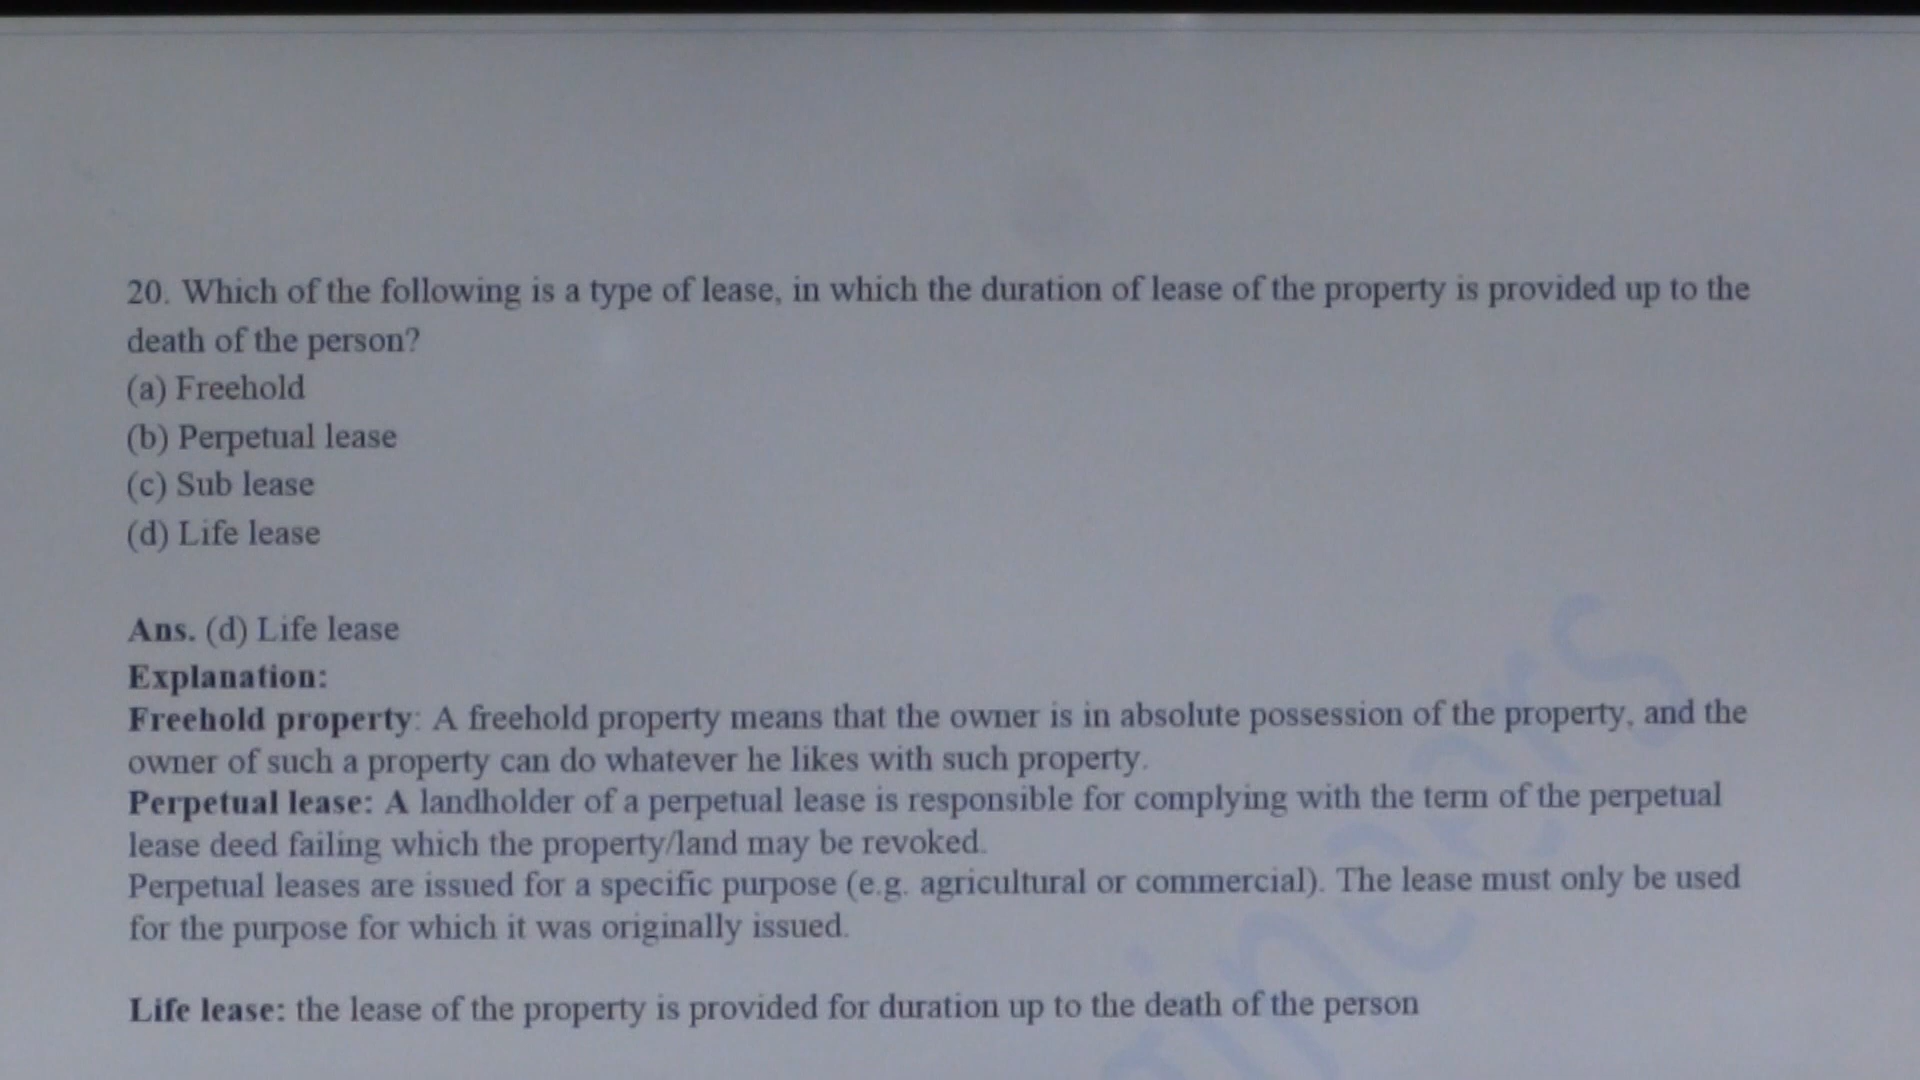 20. Which of the following is a type of lease, in which the duration of lease of the property is provided up to the
death of the person?
(a) Freehold
(b) Perpetual lease
(c) Sub lease
(d) Life lease
Ans. (d) Life lease
Explanation:
Freehold property: A freehold property means that the owner is in absolute possession of the property, and the
owner of such a property can do whatever he likes with such property.
Perpetual lease: A landholder of a perpetual lease is responsible for complying with the term of the perpetual
lease deed failing which the property/land may be revoked.
Perpetual leases are issued for a specific purpose (e.g. agricultural or commercial). The lease must only be used
for the purpose for which it was originally issued.
Life lease: the lease of the property is provided for duration up to the death of the person